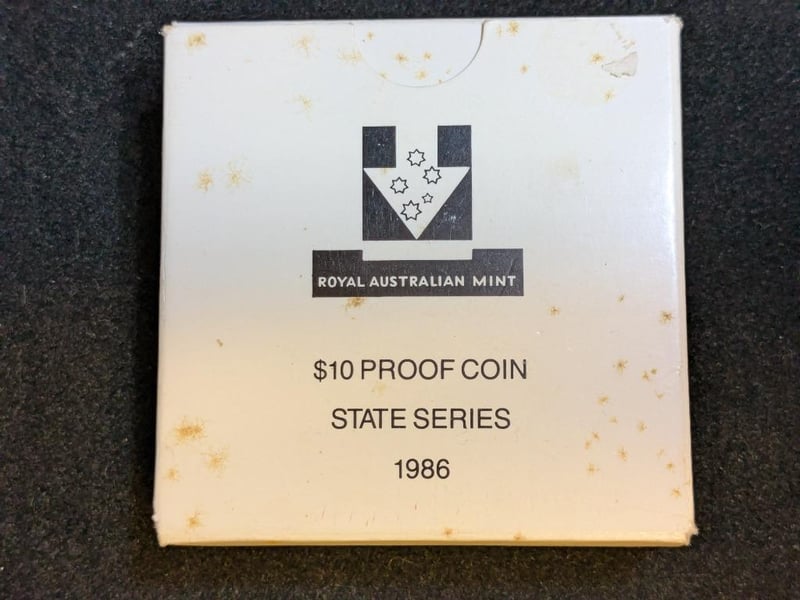 ROYAL AUSTRALIAN MINT
$10 PROOF COIN
STATE SERIES
1986